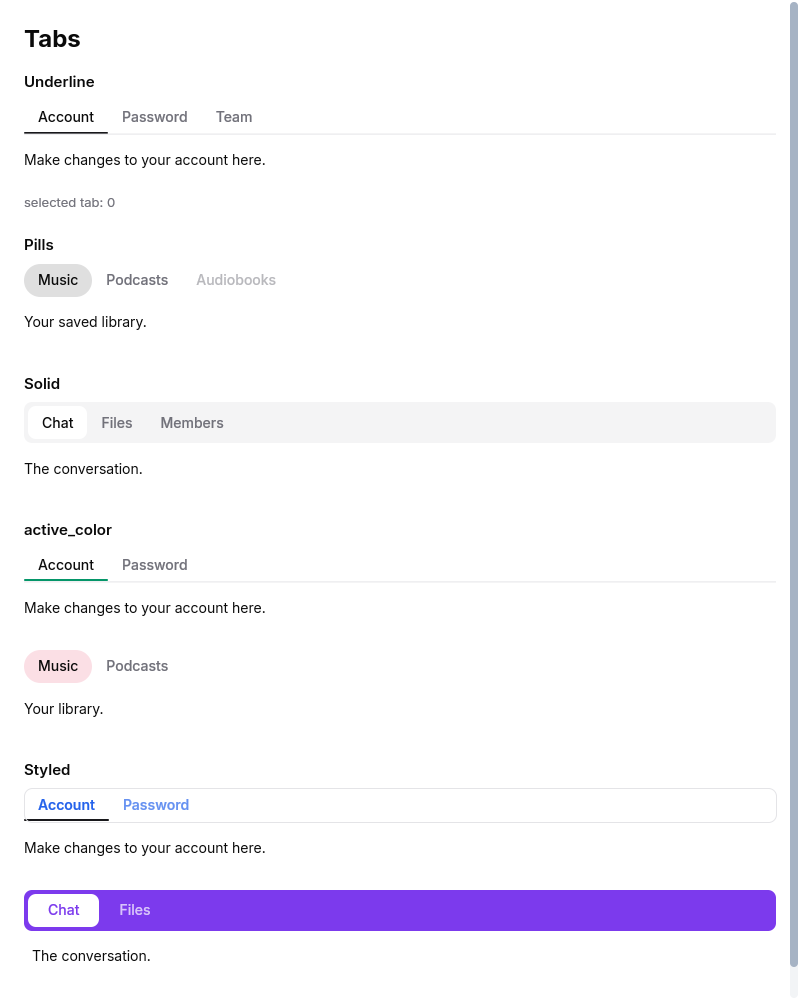 Tabs
Underline
Account Password Team
Make changes to your account here.
selected tab: 0
Pills
Music Podcasts Audiobooks
Your saved library.
Solid
Chat Files Members
The conversation.
active_color
Account Password
Make changes to your account here.
Music Podcasts
Your library.
Styled
Account Password
Make changes to your account here.
Chat Files
The conversation.